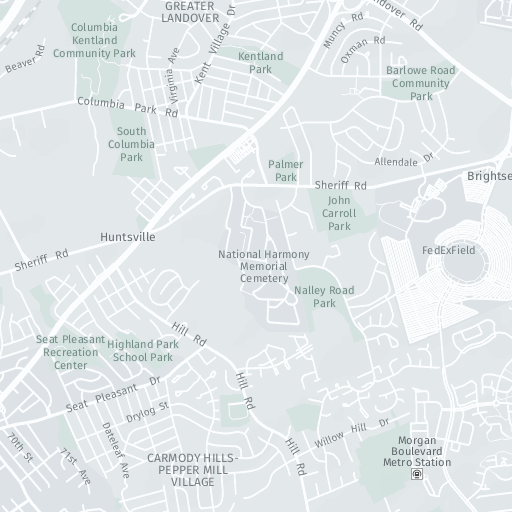 GREATER
LANDOVER
Columbia
Kentland
Community Park
Beaver Rd
Virginia Ave
Kent Village Dr
Muncy Rd
Landover Rd
Oxman Rd
Kentland
Park
Barlowe Road
Community
Park
Columbia Park Rd
South
Columbia
Park
Palmer
Park
Allendale Dr
Brightse
Sheriff Rd
John
Carroll
Park
Huntsville
FedExField
Sheriff Rd
National Harmony
Memorial
Cemetery
Nalley Road
Park
Hill Rd
Seat Pleasant
Recreation
Center
Highland Park
School Park
Seat Pleasant Dr
Hill Rd
Drylog St
Willow Hill Dr
Hill Rd
70th St
71st Ave
Dateleaf Ave
CARMODY HILLS-
PEPPER MILL
VILLAGE
Morgan
Boulevard
Metro Station